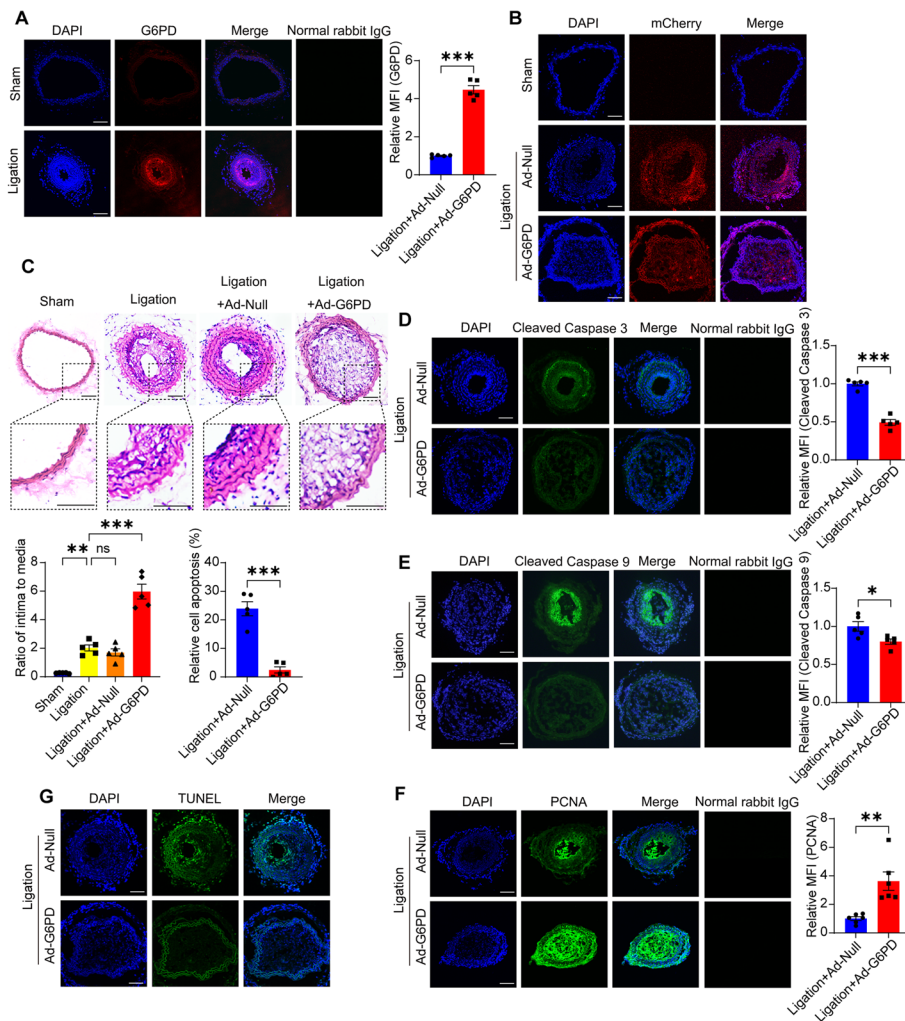 A
DAPI G6PD Merge Normal rabbit IgG
Sham
Ligation
Relative MFI (G6PD)
6
4
2
0
***
Ligation+Ad-Null
Ligation+Ad-G6PD
B
DAPI mCherry Merge
Sham
Ligation
Ad-Null
Ad-G6PD
C
Sham
Ligation
Ligation
+Ad-Null
Ligation
+Ad-G6PD
Ratio of intima to media
8
6
4
2
0
**
ns
***
Sham
Ligation
Ligation+Ad-Null
Ligation+Ad-G6PD
Relative cell apoptosis (%)
40
30
20
10
0
***
Ligation+Ad-Null
Ligation+Ad-G6PD
D
DAPI Cleaved Caspase 3 Merge Normal rabbit IgG
Ligation
Ad-Null
Ad-G6PD
Relative MFI (Cleaved Caspase 3)
1.5
1.0
0.5
0.0
***
Ligation+Ad-Null
Ligation+Ad-G6PD
E
DAPI Cleaved Caspase 9 Merge Normal rabbit IgG
Ligation
Ad-Null
Ad-G6PD
Relative MFI (Cleaved Caspase 9)
1.5
1.0
0.5
0.0
*
Ligation+Ad-Null
Ligation+Ad-G6PD
G
DAPI TUNEL Merge
Ligation
Ad-Null
Ad-G6PD
F
DAPI PCNA Merge Normal rabbit IgG
Ligation
Ad-Null
Ad-G6PD
Relative MFI (PCNA)
8
6
4
2
0
**
Ligation+Ad-Null
Ligation+Ad-G6PD